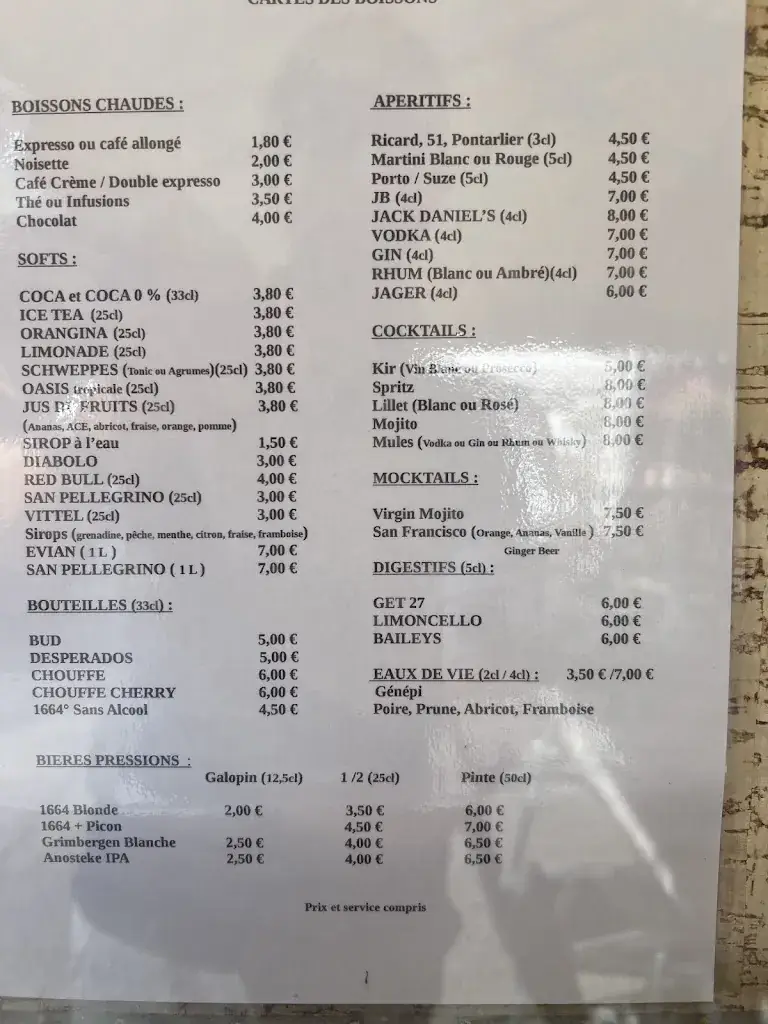 CARTES DES BOISSONS
BOISSONS CHAUDES :
Expresso ou café allongé 1,80 €
Noisette 2,00 €
Café Crème / Double expresso 3,00 €
Thé ou Infusions 3,50 €
Chocolat 4,00 €
SOFTS :
COCA et COCA 0 % (33cl) 3,80 €
ICE TEA (25cl) 3,80 €
ORANGINA (25cl) 3,80 €
LIMONADE (25cl) 3,80 €
SCHWEPPES (Tonic ou Agrumes)(25cl) 3,80 €
OASIS tropicale (25cl) 3,80 €
JUS DE FRUITS (25cl) 3,80 €
(Ananas, ACE, abricot, fraise, orange, pomme)
SIROP à l'eau 1,50 €
DIABOLO 3,00 €
RED BULL (25cl) 4,00 €
SAN PELLEGRINO (25cl) 3,00 €
VITTEL (25cl) 3,00 €
Sirops (grenadine, pêche, menthe, citron, fraise, framboise)
EVIAN ( 1 L ) 7,00 €
SAN PELLEGRINO ( 1 L ) 7,00 €
BOUTEILLES (33cl) :
BUD 5,00 €
DESPERADOS 5,00 €
CHOUFFE 6,00 €
CHOUFFE CHERRY 6,00 €
1664° Sans Alcool 4,50 €
APERITIFS :
Ricard, 51, Pontarlier (3cl) 4,50 €
Martini Blanc ou Rouge (5cl) 4,50 €
Porto / Suze (5cl) 4,50 €
JB (4cl) 7,00 €
JACK DANIEL'S (4cl) 8,00 €
VODKA (4cl) 7,00 €
GIN (4cl) 7,00 €
RHUM (Blanc ou Ambré)(4cl) 7,00 €
JAGER (4cl) 6,00 €
COCKTAILS :
Kir (Vin Blanc ou Prosecco) 5,00 €
Spritz 8,00 €
Lillet (Blanc ou Rosé) 8,00 €
Mojito 8,00 €
Mules (Vodka ou Gin ou Rhum ou Whisky) 8,00 €
MOCKTAILS :
Virgin Mojito 7,50 €
San Francisco (Orange, Ananas, Vanille ) 7,50 €
Ginger Beer
DIGESTIFS (5cl) :
GET 27 6,00 €
LIMONCELLO 6,00 €
BAILEYS 6,00 €
EAUX DE VIE (2cl / 4cl) : 3,50 € /7,00 €
Génépi
Poire, Prune, Abricot, Framboise
BIERES PRESSIONS :
Galopin (12,5cl) 1 /2 (25cl) Pinte (50cl)
1664 Blonde 2,00 € 3,50 € 6,00 €
1664 + Picon 4,50 € 7,00 €
Grimbergen Blanche 2,50 € 4,00 € 6,50 €
Anosteke IPA 2,50 € 4,00 € 6,50 €
Prix et service compris
1